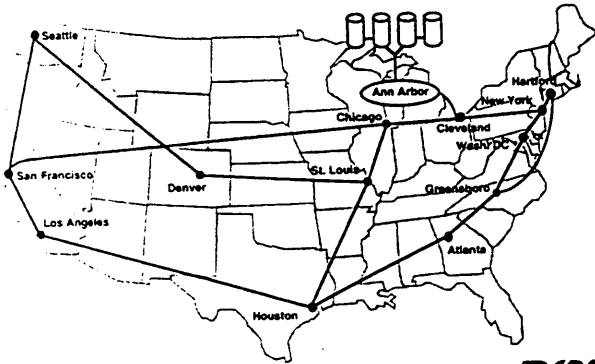 Seattle
Ann Arbor
Hartford
New York
Chicago
Cleveland
Wash/DC
St. Louis
San Francisco
Denver
Greensboro
Los Angeles
Atlanta
Houston